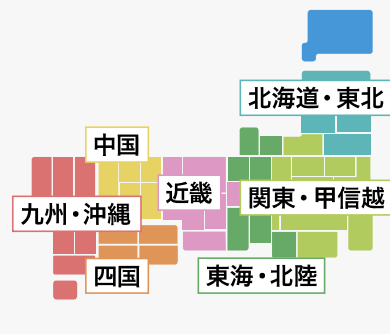 北海道・東北
中国
近畿
関東・甲信越
九州・沖縄
四国
東海・北陸